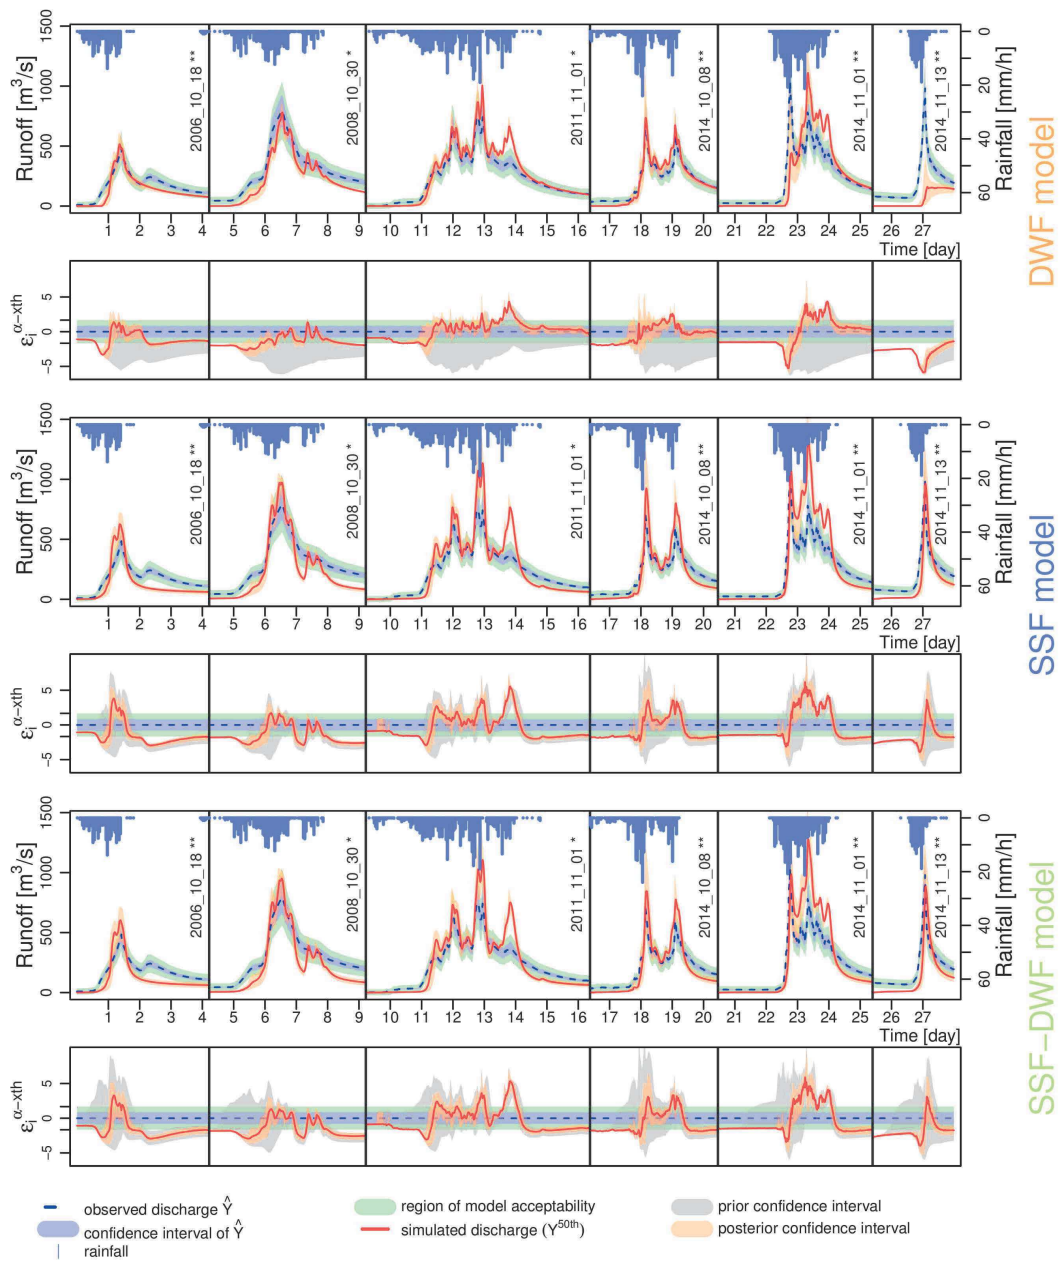 1500
1000
500
0
Runoff [m³/s]
2006_10_18 **
2008_10_30 *
2011_11_01 *
2014_10_08 **
2014_11_01 **
2014_11_13 **
0
20
40
60
Rainfall [mm/h]
DWF model
1 2 3 4 5 6 7 8 9 10 11 12 13 14 15 16 17 18 19 20 21 22 23 24 25 27
Time [day]
5
0
−5
εᵢ^α−xth
1500
1000
500
0
Runoff [m³/s]
2006_10_18 **
2008_10_30 *
2011_11_01 *
2014_10_08 **
2014_11_01 **
2014_11_13 **
0
20
40
60
Rainfall [mm/h]
SSF model
1 2 3 4 5 6 7 8 9 10 11 12 13 14 15 16 17 18 19 20 21 22 23 24 25 27
Time [day]
5
0
−5
εᵢ^α−xth
1500
1000
500
0
Runoff [m³/s]
2006_10_18 **
2008_10_30 *
2011_11_01 *
2014_10_08 **
2014_11_01 **
2014_11_13 **
0
20
40
60
Rainfall [mm/h]
SSF−DWF model
1 2 3 4 5 6 7 8 9 10 11 12 13 14 15 16 17 18 19 20 21 22 23 24 25 27
Time [day]
5
0
−5
εᵢ^α−xth
observed discharge Ŷ
confidence interval of Ŷ
rainfall
region of model acceptability
simulated discharge (Y⁵⁰ᵗʰ)
prior confidence interval
posterior confidence interval